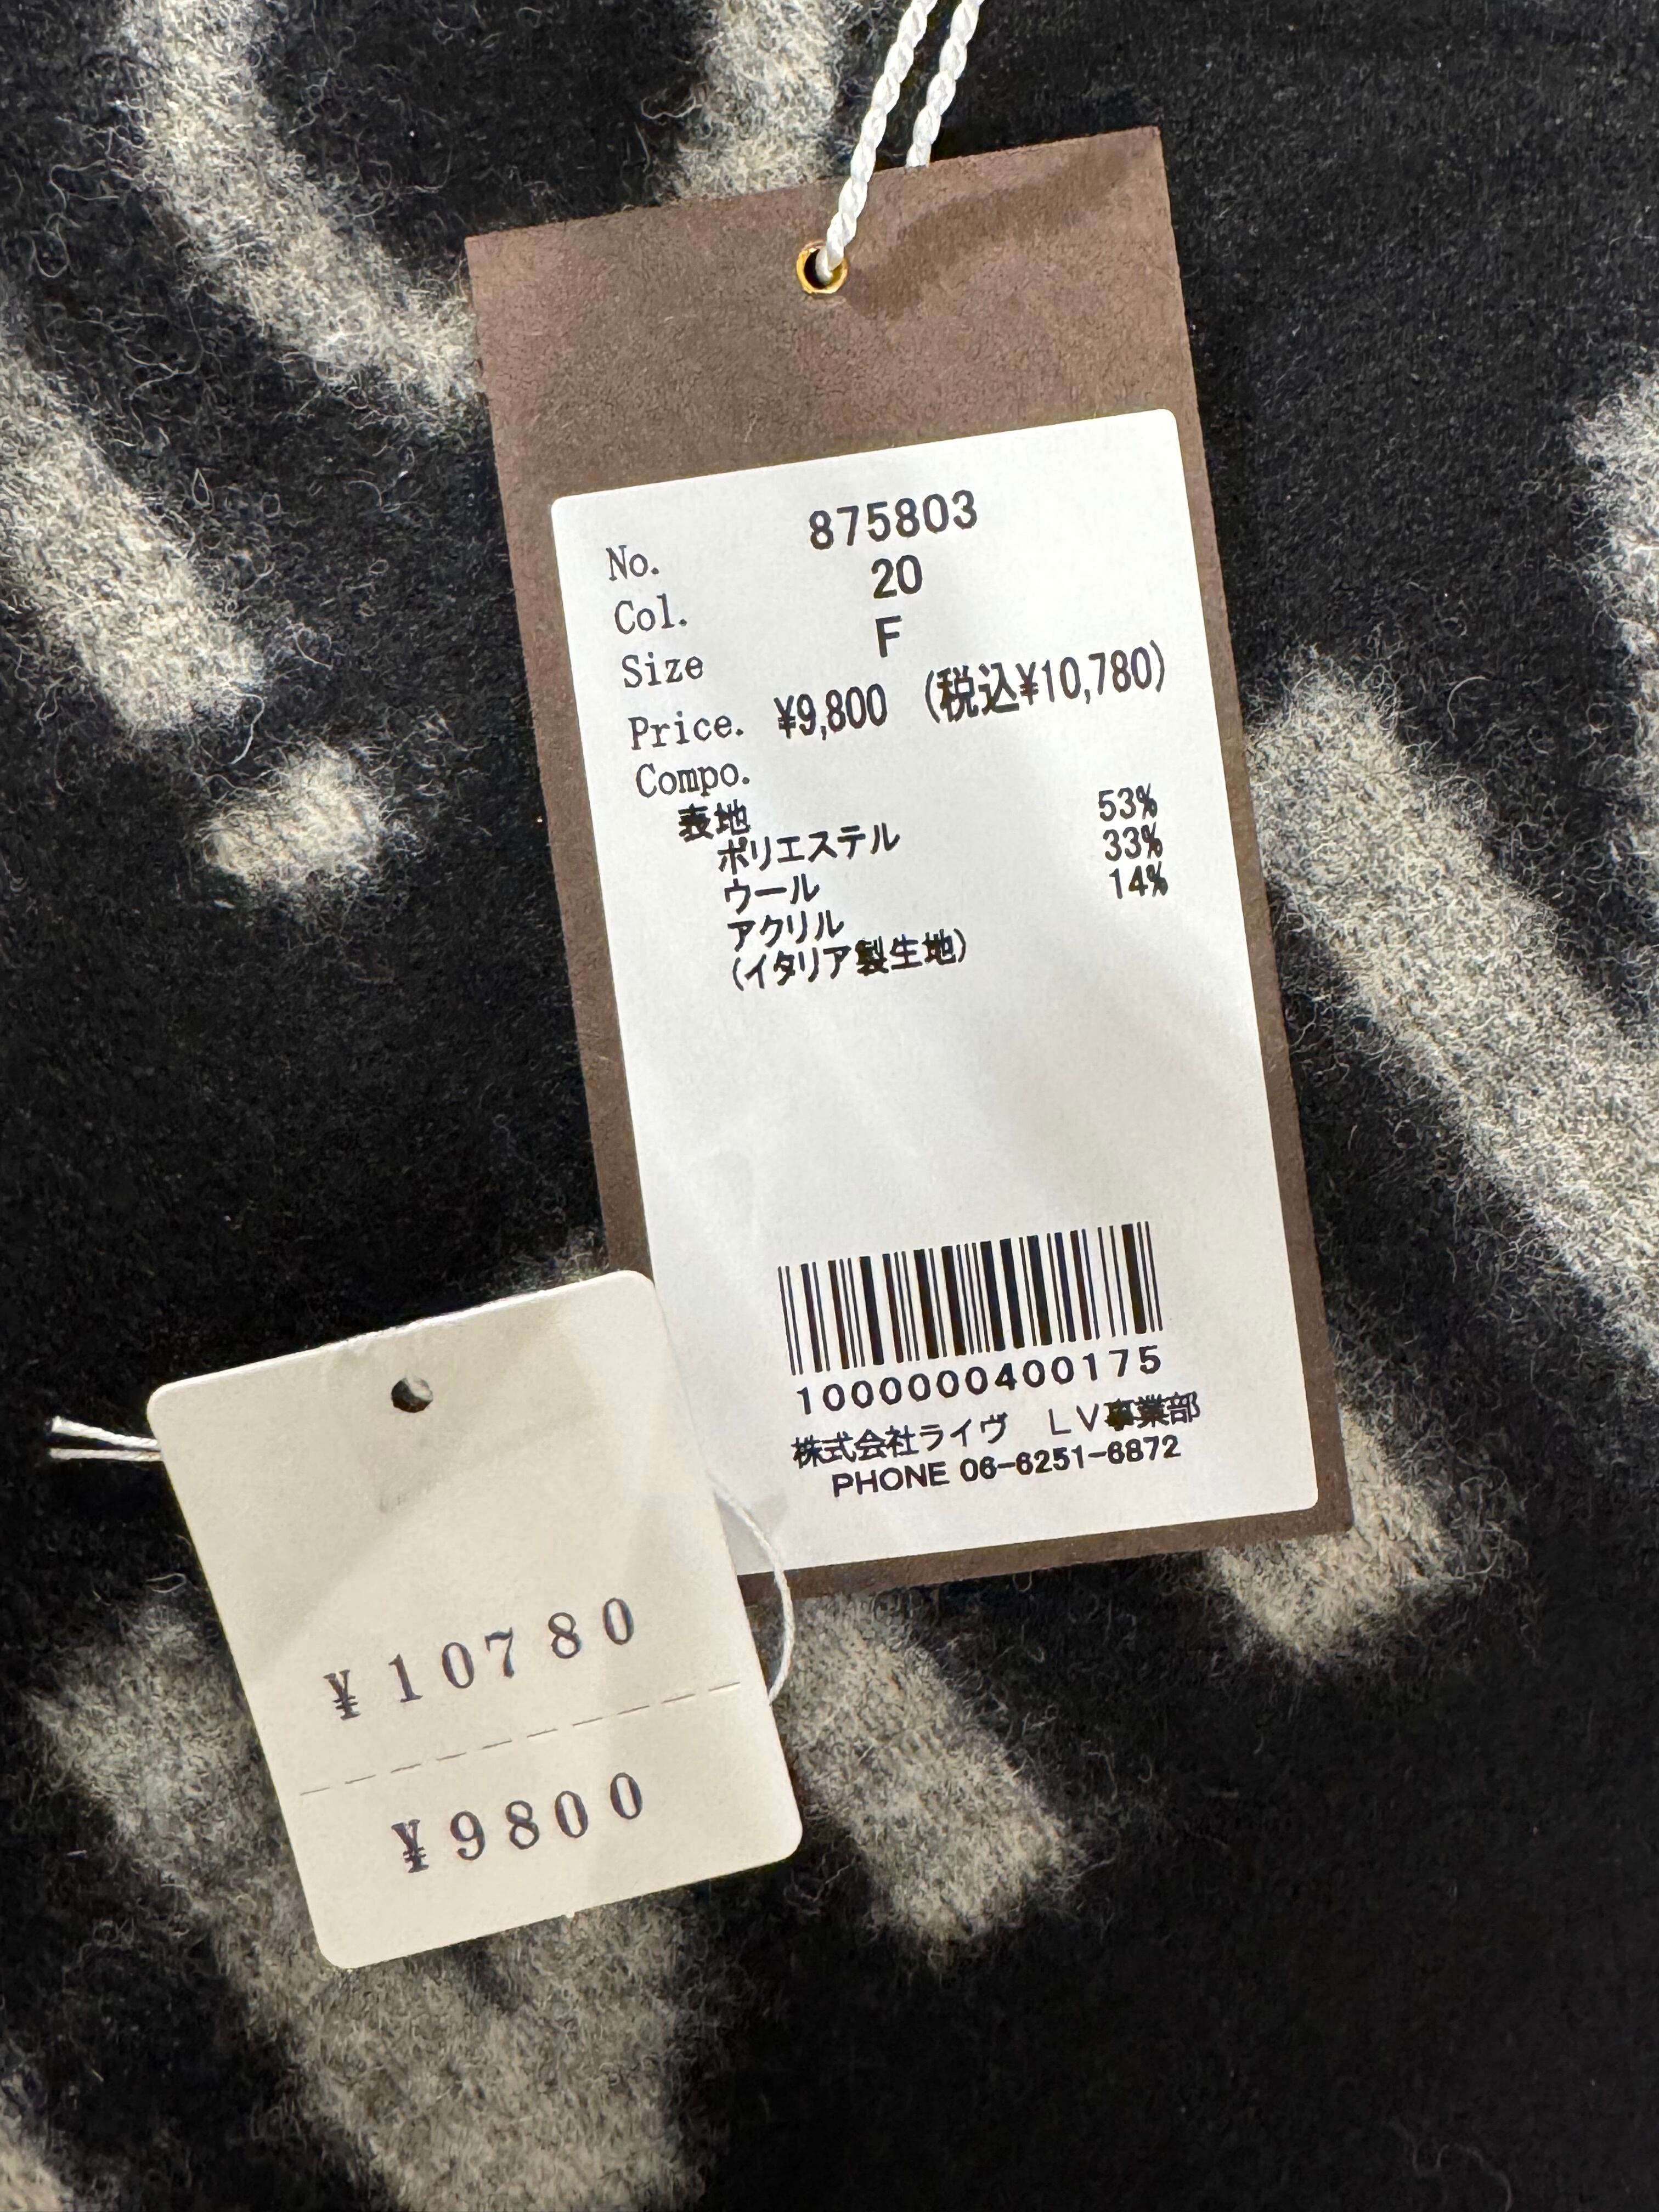 No. 875803
Col. 20
Size F
Price. ¥9,800 (税込¥10,780)
Compo.
表地
ポリエステル 53%
ウール 33%
アクリル 14%
(イタリア製生地)
1000000400175
株式会社ライヴ LV事業部
PHONE 06-6251-6872
¥10780
¥9800